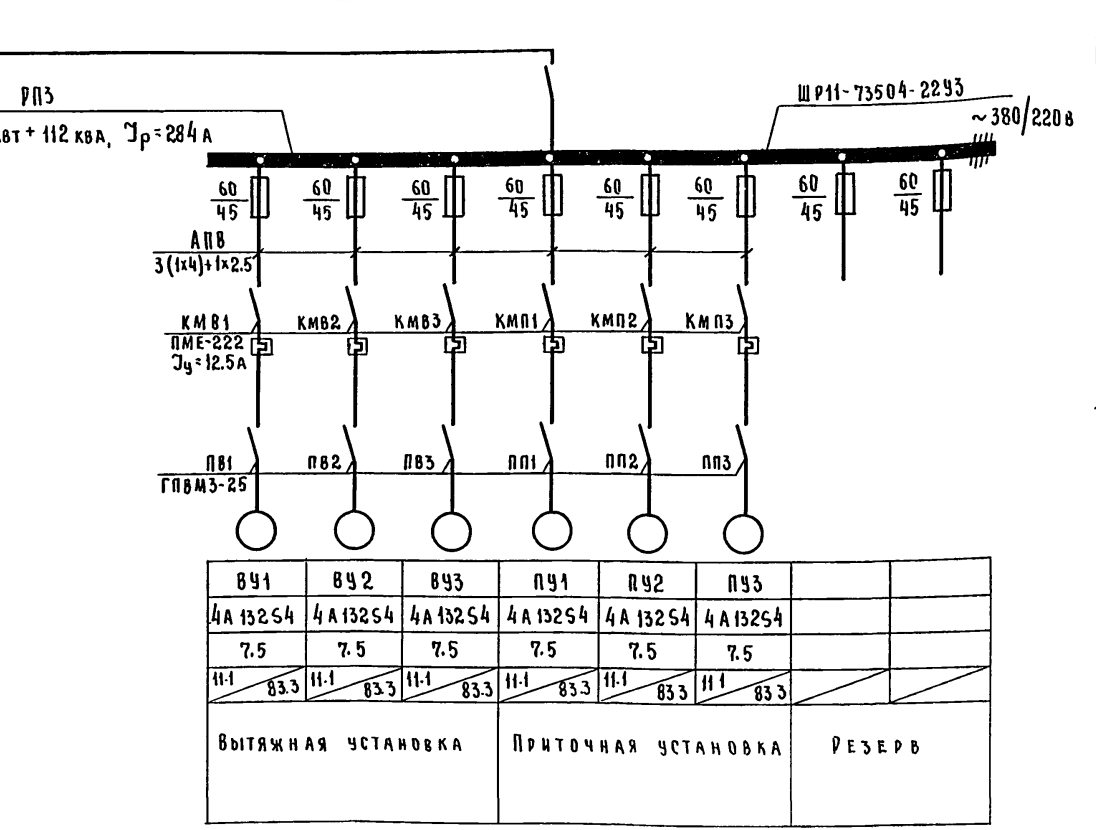 РП3
ШР11-73504-22У3
~380/220в
квт + 112 ква, Iр=284А
60 60 60 60 60 60 60 60
45 45 45 45 45 45 45 45
АПВ
3(1х4)+1х2.5
КМВ1 КМВ2 КМВ3 КМП1 КМП2 КМП3
ПМЕ-222
Iу=12.5А
ПВ1 ПВ2 ПВ3 ПП1 ПП2 ПП3
ГПВМ3-25
ВУ1 ВУ2 ВУ3 ПУ1 ПУ2 ПУ3
4А132S4 4А132S4 4А132S4 4А132S4 4А132S4 4А132S4
7.5 7.5 7.5 7.5 7.5 7.5
11.1 83.3 11.1 83.3 11.1 83.3 11.1 83.3 11.1 83 3 11 1 83 3
Вытяжная установка Приточная установка Резерв